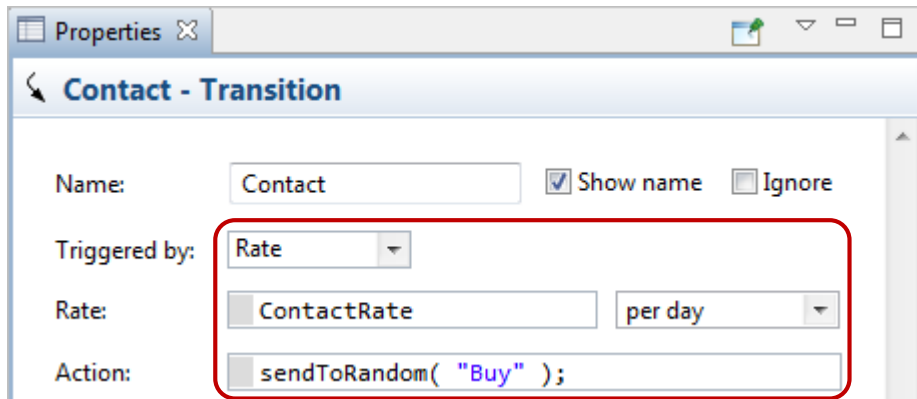 Properties
Contact - Transition
Name: Contact Show name Ignore
Triggered by: Rate
Rate: ContactRate per day
Action: sendToRandom( "Buy" );